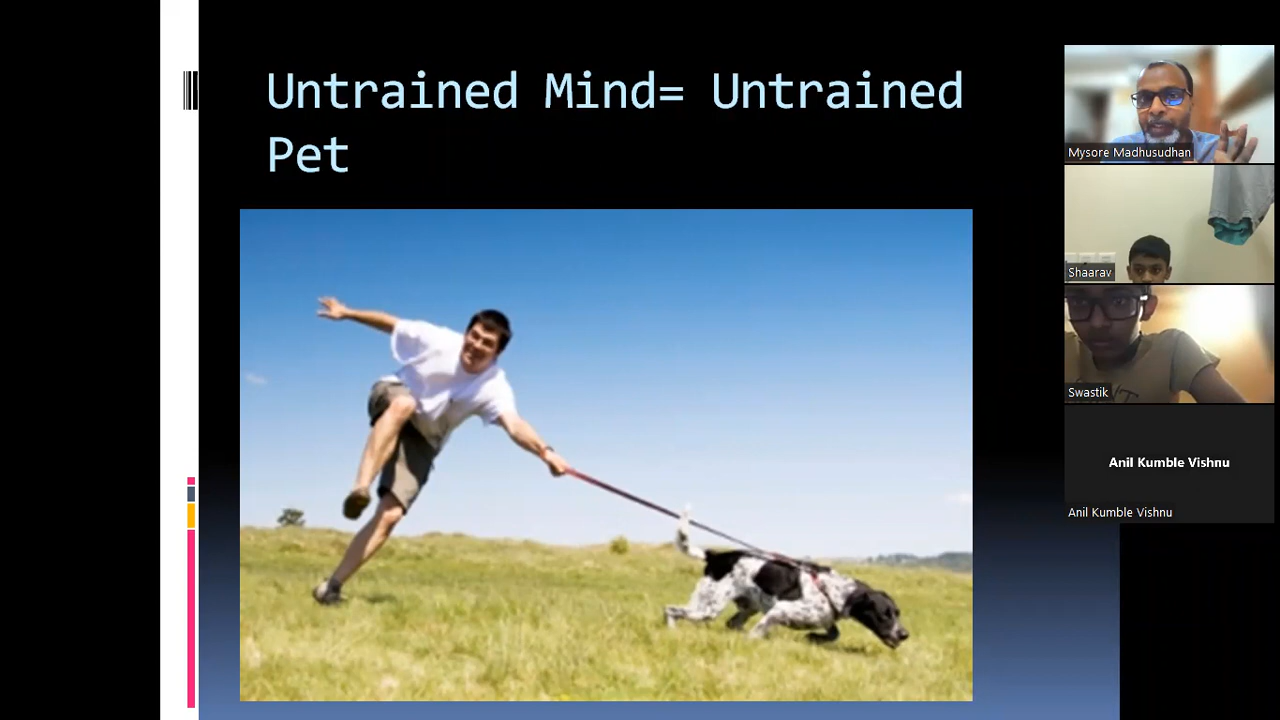 Untrained Mind= Untrained
Pet
Mysore Madhusudhan
Shaarav
Swastik
Anil Kumble Vishnu
Anil Kumble Vishnu